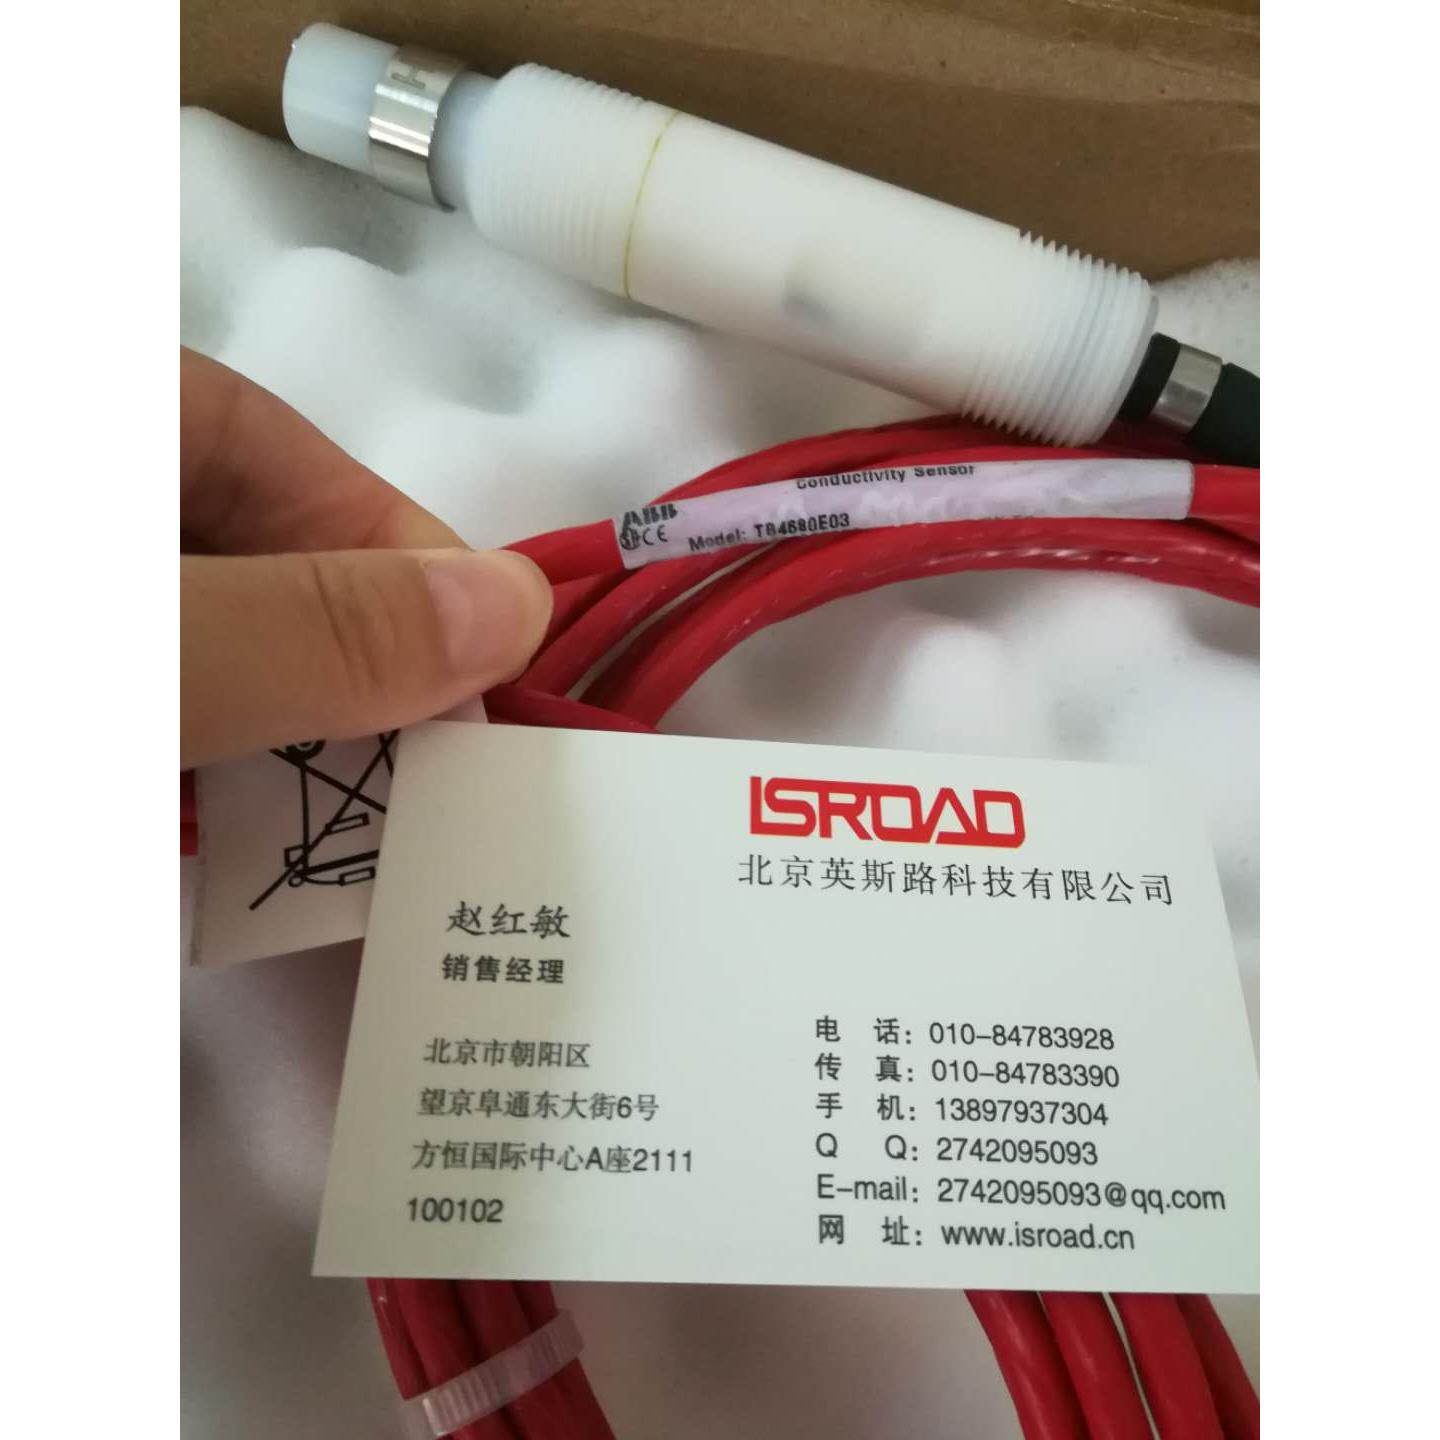 H
Conductivity Sensor
ABB
CE
Model: TB4680E03
ISROAD
北京英斯路科技有限公司
赵红敏
销售经理
北京市朝阳区
望京阜通东大街6号
方恒国际中心A座2111
100102
电 话: 010-84783928
传 真: 010-84783390
手 机: 13897937304
Q Q: 2742095093
E-mail: 2742095093@qq.com
网 址: www.isroad.cn